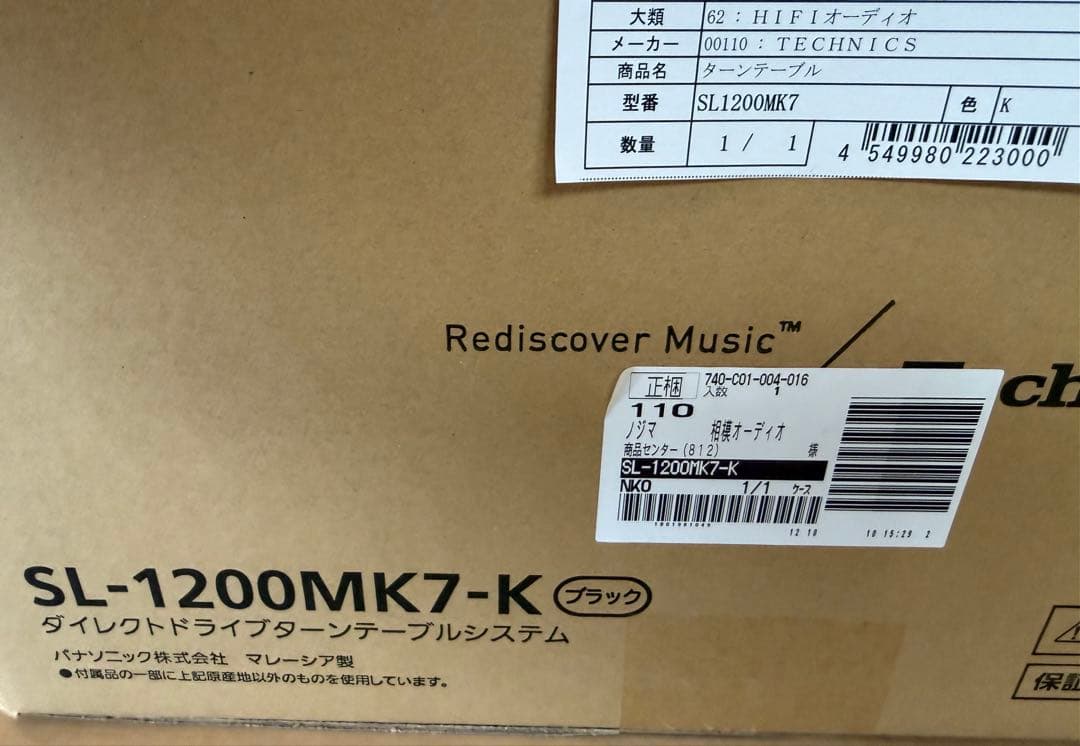 大類 62：ＨＩＦＩオーディオ
メーカー 00110：ＴＥＣＨＮＩＣＳ
商品名 ターンテーブル
型番 SL1200MK7 色 K
数量 1 / 1
4 549980 223000
Rediscover Music™
ch
正梱 740-C01-004-016
入数 1
110
ノジマ 相模オーディオ
商品センター(812) 様
SL-1200MK7-K
NKO 1/1 ケース
12 10 10 15:29 2
SL-1200MK7-K ブラック
ダイレクトドライブターンテーブルシステム
パナソニック株式会社 マレーシア製
●付属品の一部に上記原産地以外のものを使用しています。
保証